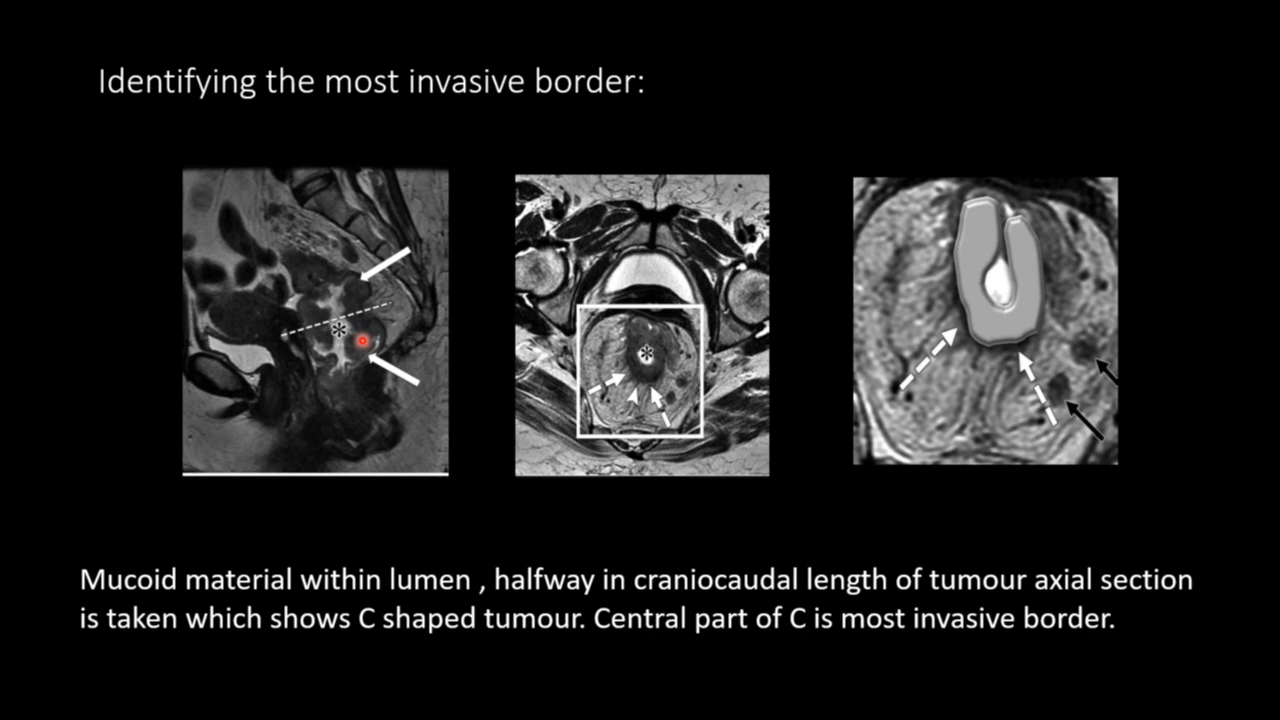 Identifying the most invasive border:
Mucoid material within lumen , halfway in craniocaudal length of tumour axial section
is taken which shows C shaped tumour. Central part of C is most invasive border.